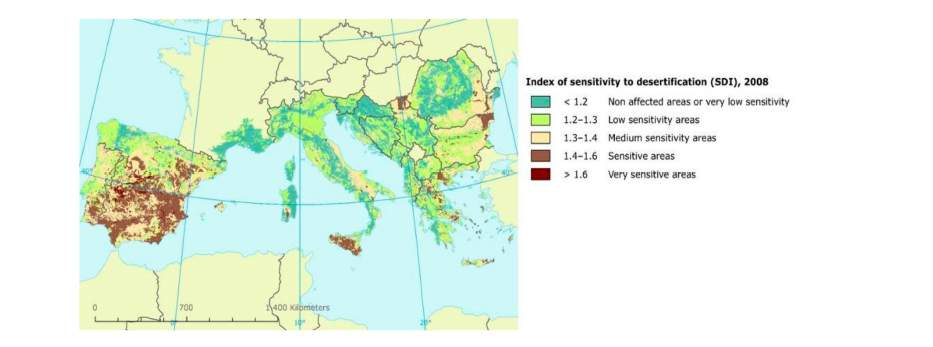 Index of sensitivity to desertification (SDI), 2008
< 1.2 Non affected areas or very low sensitivity
1.2–1.3 Low sensitivity areas
1.3–1.4 Medium sensitivity areas
1.4–1.6 Sensitive areas
> 1.6 Very sensitive areas
40°
40°
0 700 1 400 Kilometers
0° 10° 20°